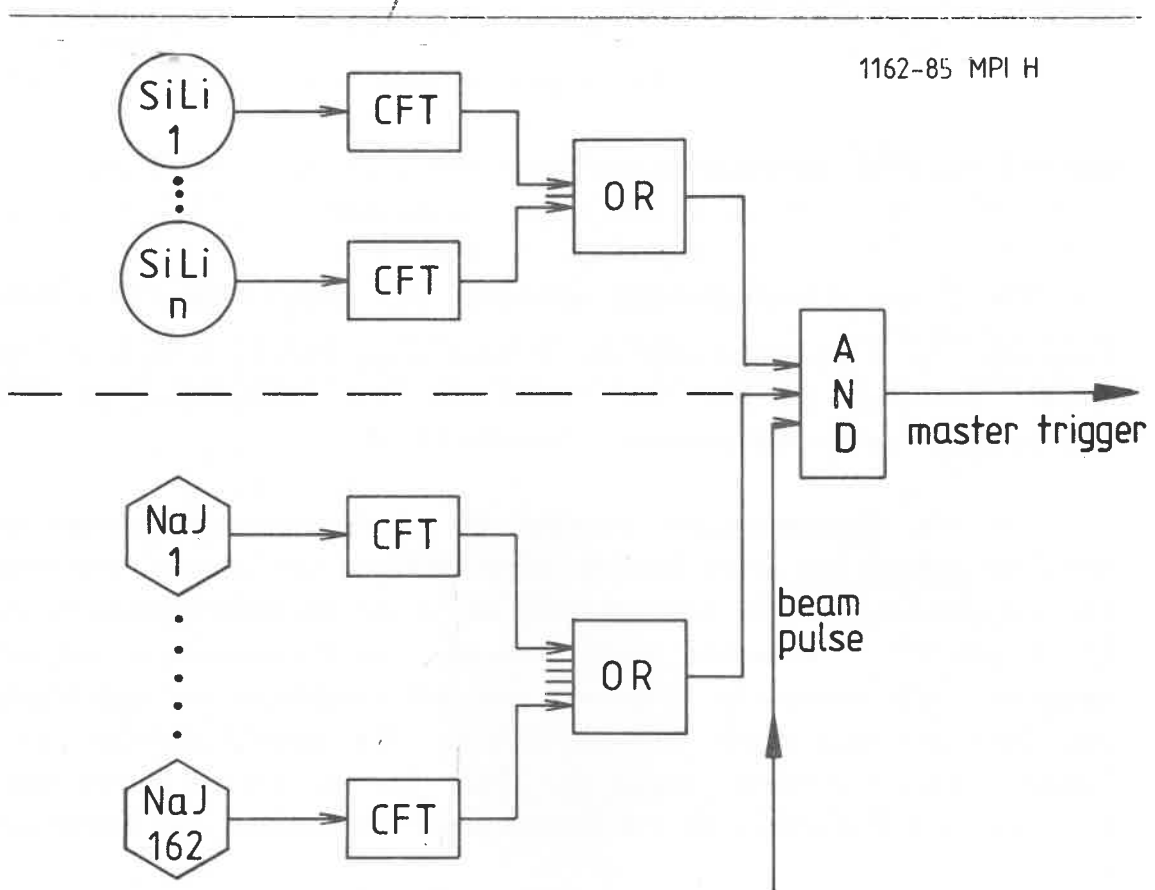 1162-85 MPI H
SiLi
1
CFT
OR
SiLi
n
CFT
A
N
D
master trigger
NaJ
1
CFT
beam
pulse
OR
NaJ
162
CFT